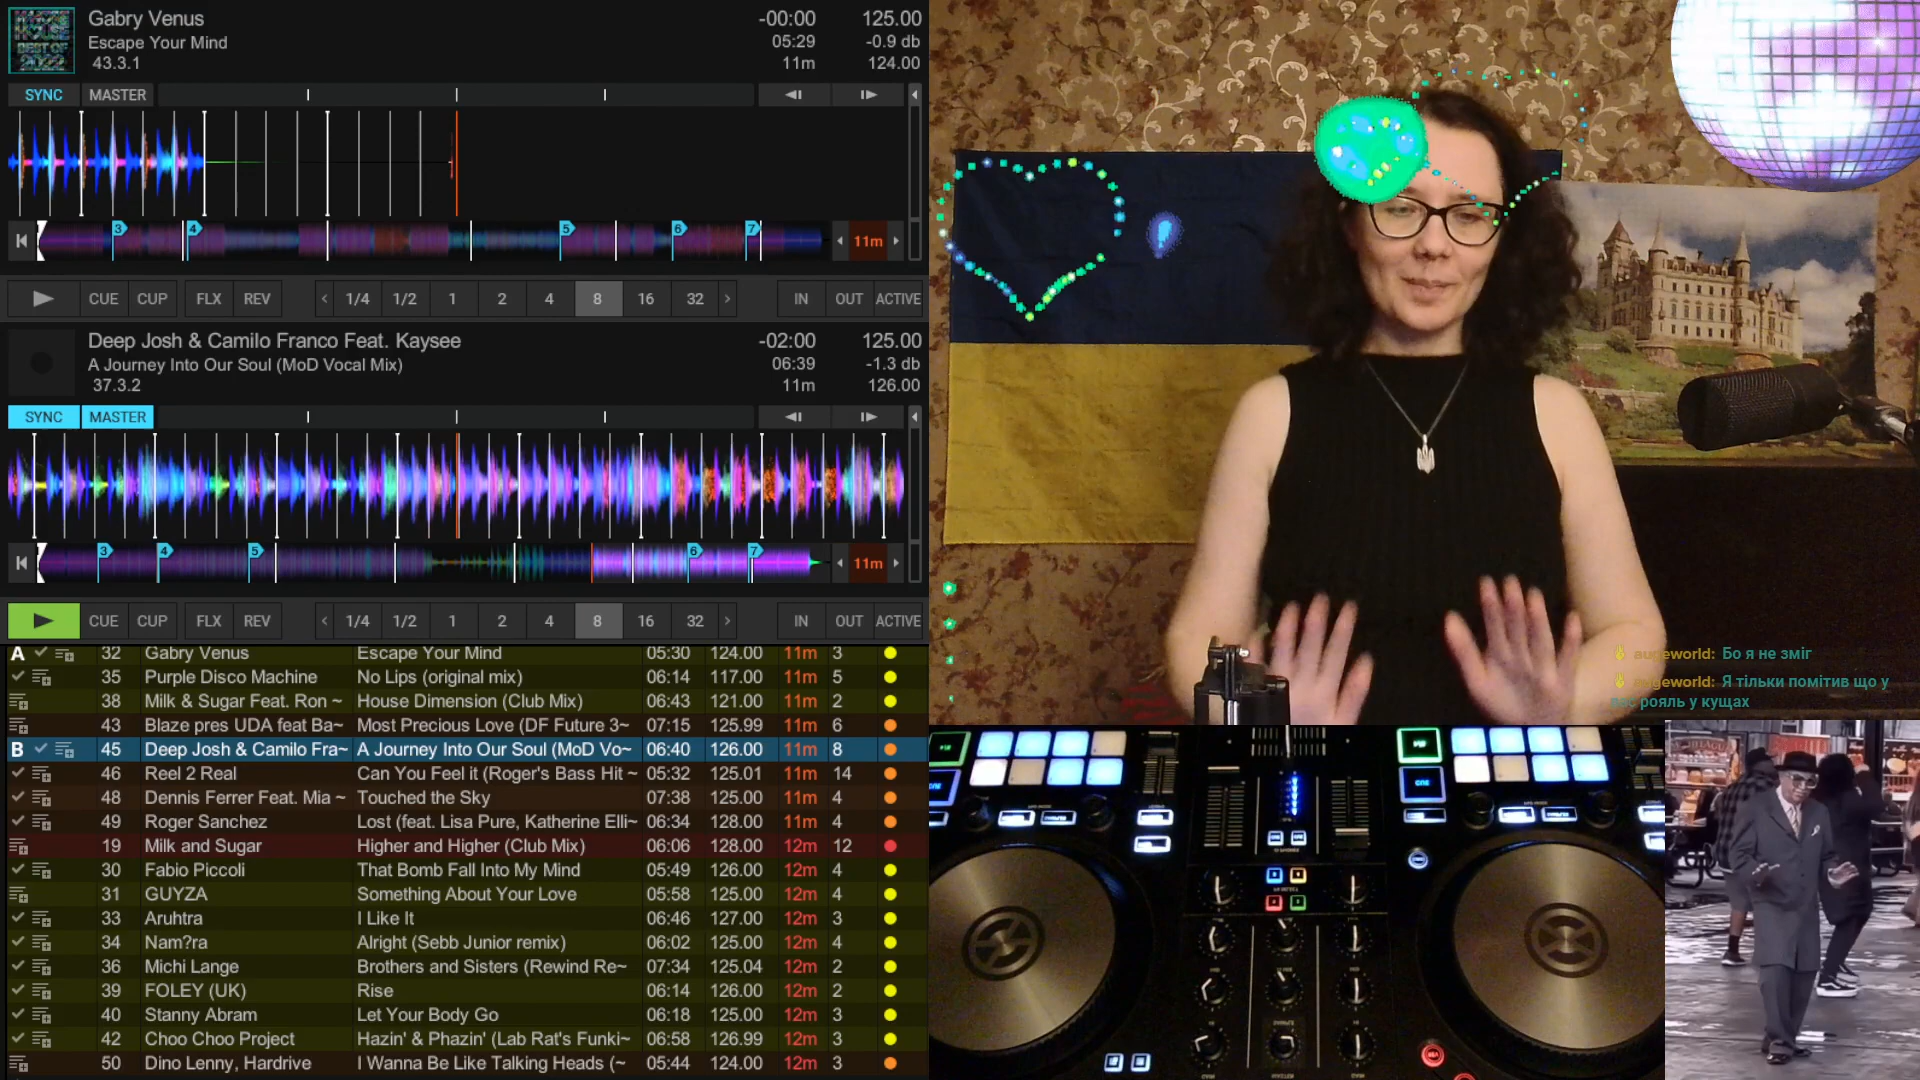 Gabry Venus -00:00 125.00
Escape Your Mind 05:29 -0.9 db
43.3.1 11m 124.00
SYNC MASTER
3 4 5 6 7 11m
CUE CUP FLX REV 1/4 1/2 1 2 4 8 16 32 IN OUT ACTIVE
Deep Josh & Camilo Franco Feat. Kaysee -02:00 125.00
A Journey Into Our Soul (MoD Vocal Mix) 06:39 -1.3 db
37.3.2 11m 126.00
SYNC MASTER
3 4 5 6 7 11m
CUE CUP FLX REV 1/4 1/2 1 2 4 8 16 32 IN OUT ACTIVE
A 32 Gabry Venus Escape Your Mind 05:30 124.00 11m 3
35 Purple Disco Machine No Lips (original mix) 06:14 117.00 11m 5
38 Milk & Sugar Feat. Ron ~ House Dimension (Club Mix) 06:43 121.00 11m 2
43 Blaze pres UDA feat Ba~ Most Precious Love (DF Future 3~ 07:15 125.99 11m 6
B 45 Deep Josh & Camilo Fra~ A Journey Into Our Soul (MoD Vo~ 06:40 126.00 11m 8
46 Reel 2 Real Can You Feel it (Roger's Bass Hit ~ 05:32 125.01 11m 14
48 Dennis Ferrer Feat. Mia ~ Touched the Sky 07:38 125.00 11m 4
49 Roger Sanchez Lost (feat. Lisa Pure, Katherine Elli~ 06:34 128.00 11m 4
19 Milk and Sugar Higher and Higher (Club Mix) 06:06 128.00 12m 12
30 Fabio Piccoli That Bomb Fall Into My Mind 05:49 126.00 12m 4
31 GUYZA Something About Your Love 05:58 125.00 12m 4
33 Aruhtra I Like It 06:46 127.00 12m 3
34 Nam?ra Alright (Sebb Junior remix) 06:02 125.00 12m 4
36 Michi Lange Brothers and Sisters (Rewind Re~ 07:34 125.04 12m 2
39 FOLEY (UK) Rise 06:14 126.00 12m 2
40 Stanny Abram Let Your Body Go 06:18 125.00 12m 3
42 Choo Choo Project Hazin' & Phazin' (Lab Rat's Funki~ 06:58 126.99 12m 3
50 Dino Lenny, Hardrive I Wanna Be Like Talking Heads (~ 05:44 124.00 12m 3
Бо я не зміг
Я тільки помітив що у
рояль у кущах